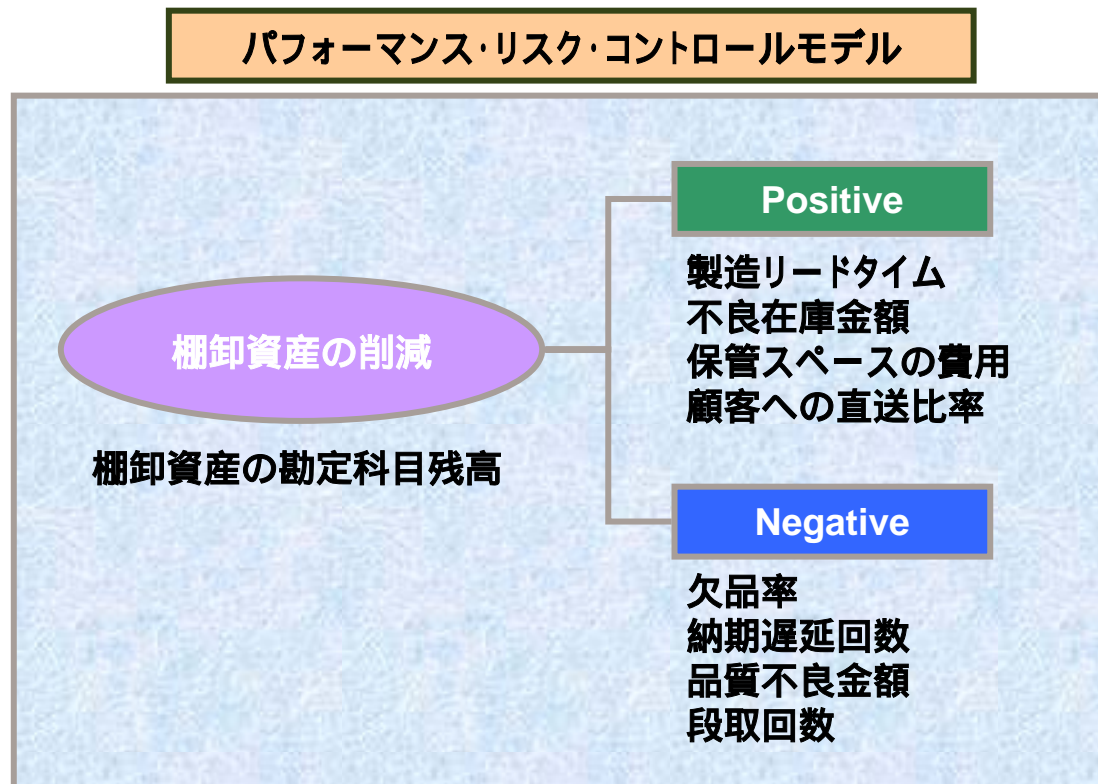 パフォーマンス・リスク・コントロールモデル
Positive
製造リードタイム
不良在庫金額
保管スペースの費用
顧客への直送比率
棚卸資産の削減
棚卸資産の勘定科目残高
Negative
欠品率
納期遅延回数
品質不良金額
段取回数